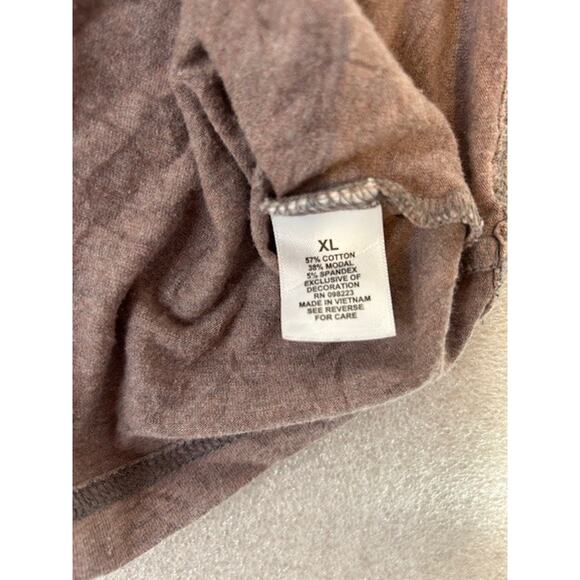 XL
57% COTTON
38% MODAL
5% SPANDEX
EXCLUSIVE OF
DECORATION
RN 098223
MADE IN VIETNAM
SEE REVERSE
FOR CARE